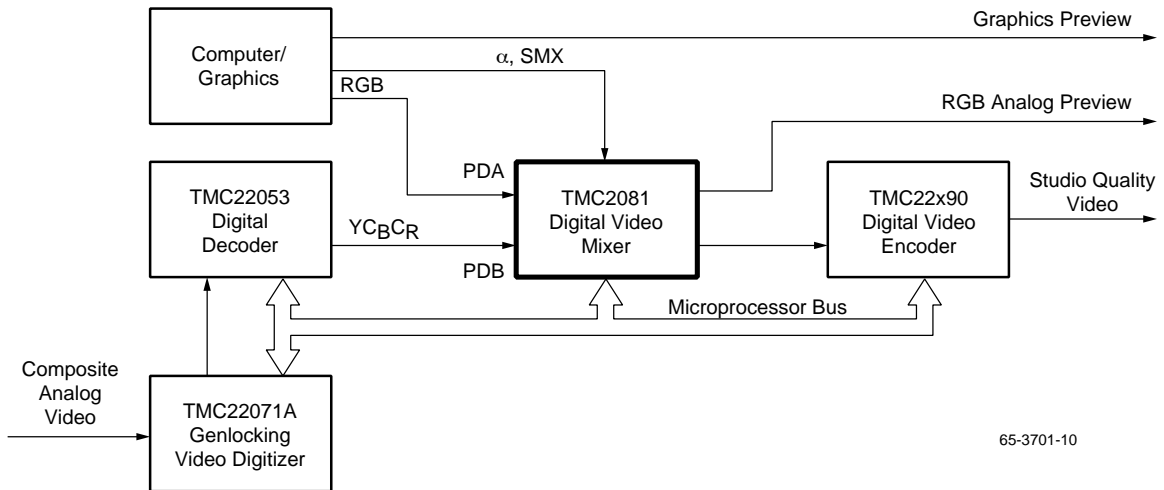 Graphics Preview
Computer/
Graphics
α, SMX
RGB
RGB Analog Preview
PDA
TMC22053
Digital
Decoder
YCBCR
PDB
TMC2081
Digital Video
Mixer
TMC22x90
Digital Video
Encoder
Studio Quality
Video
Microprocessor Bus
Composite
Analog
Video
TMC22071A
Genlocking
Video Digitizer
65-3701-10